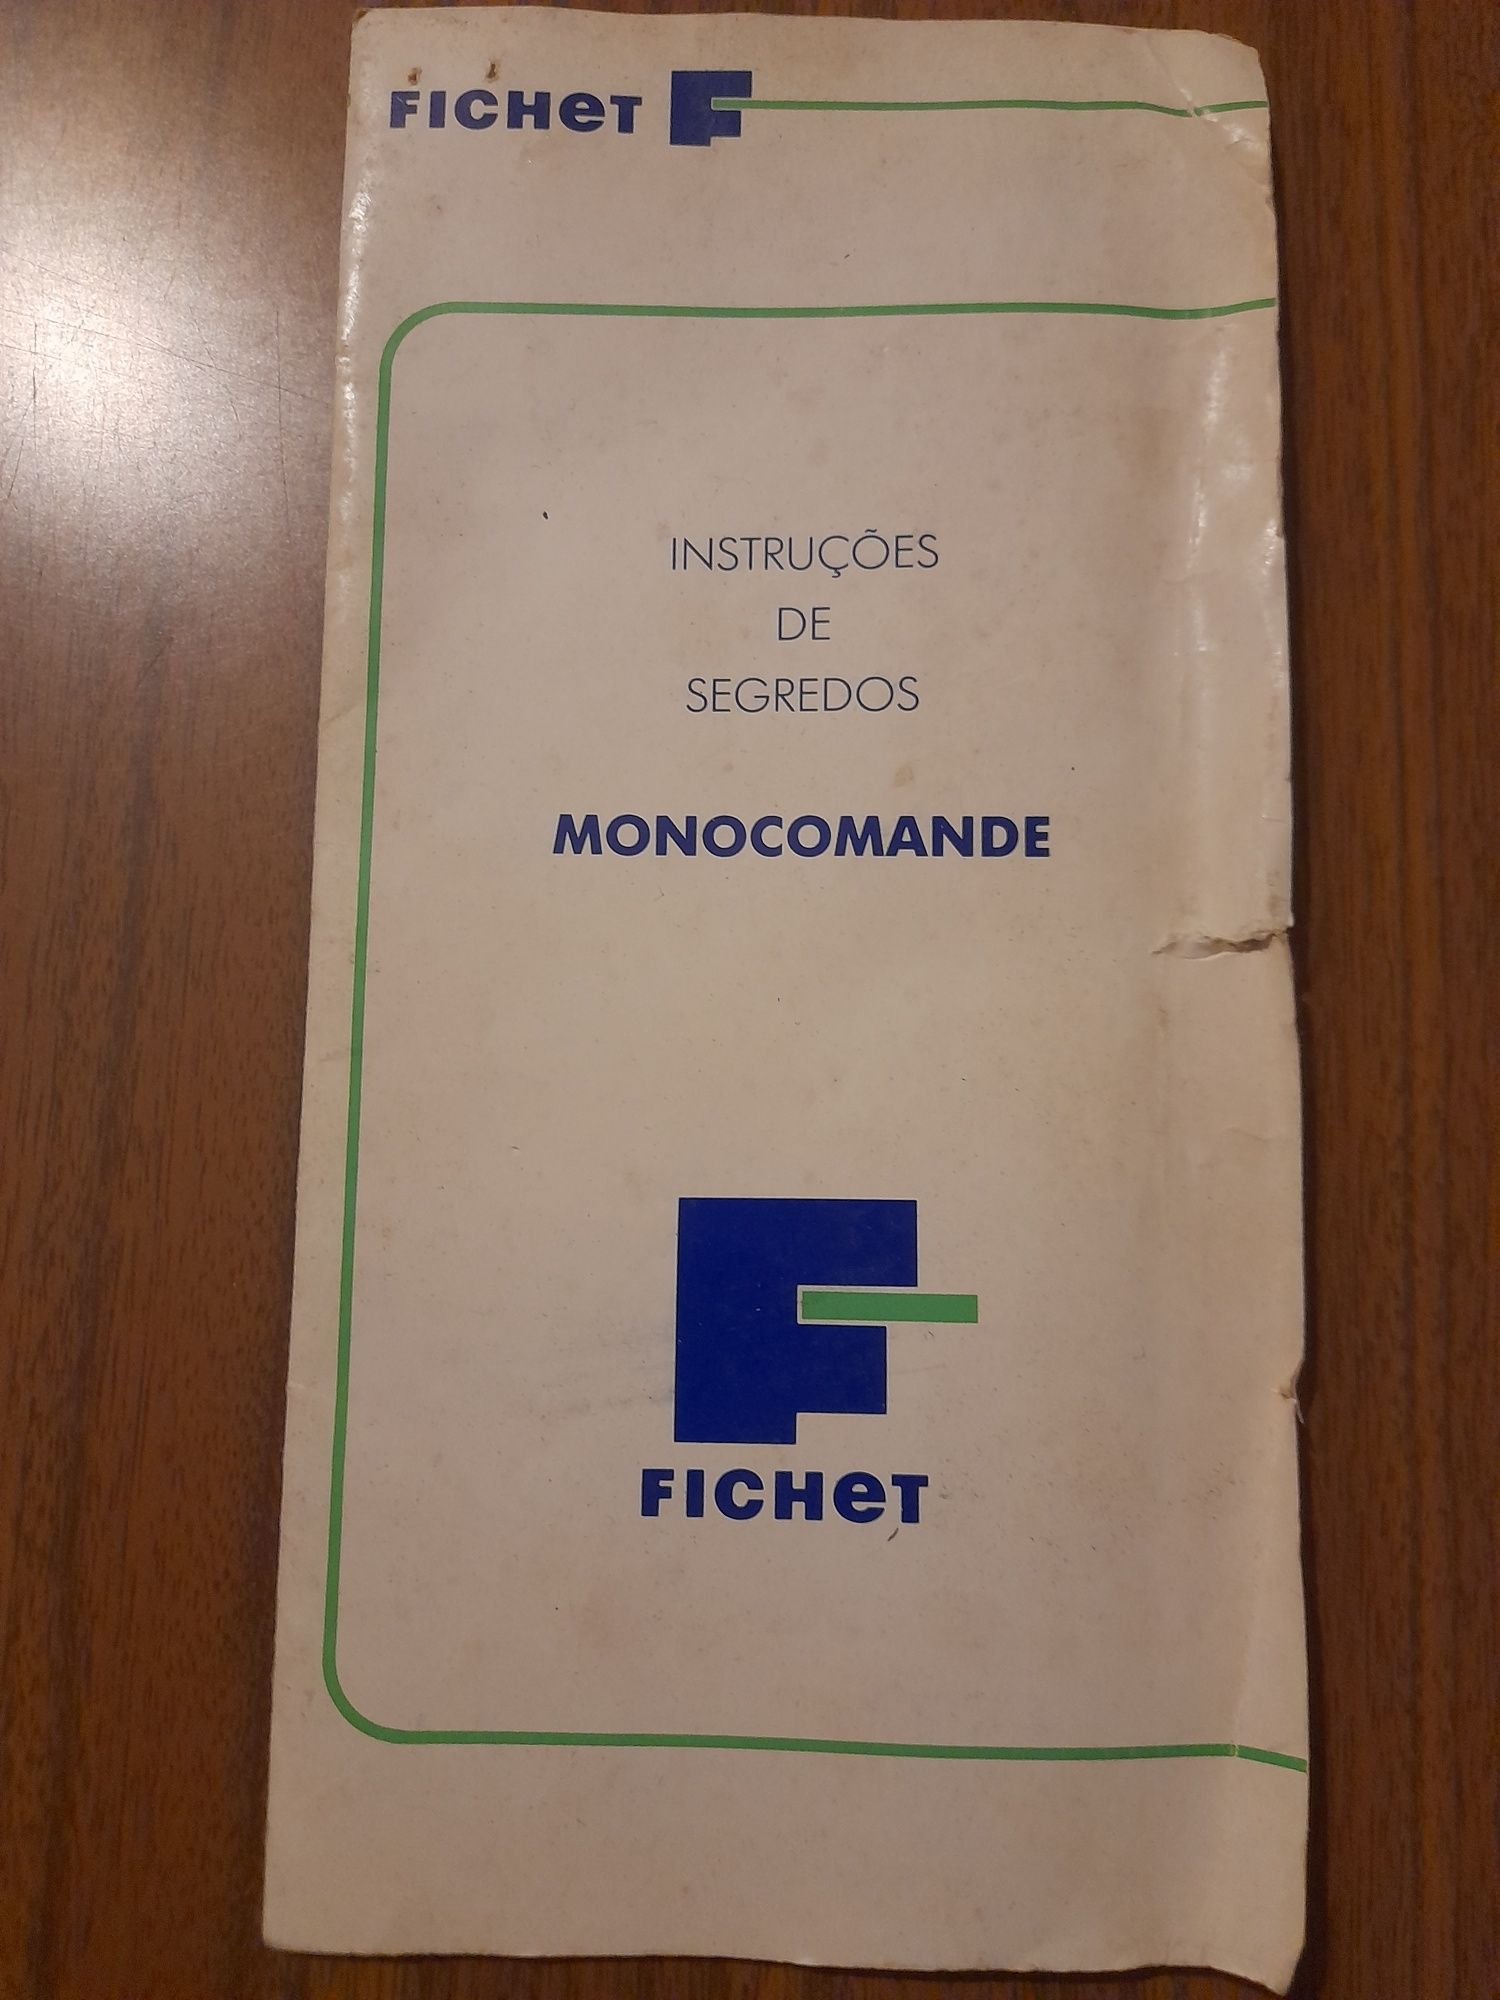 FICHET
INSTRUÇÕES
DE
SEGREDOS
MONOCOMANDE
FICHET